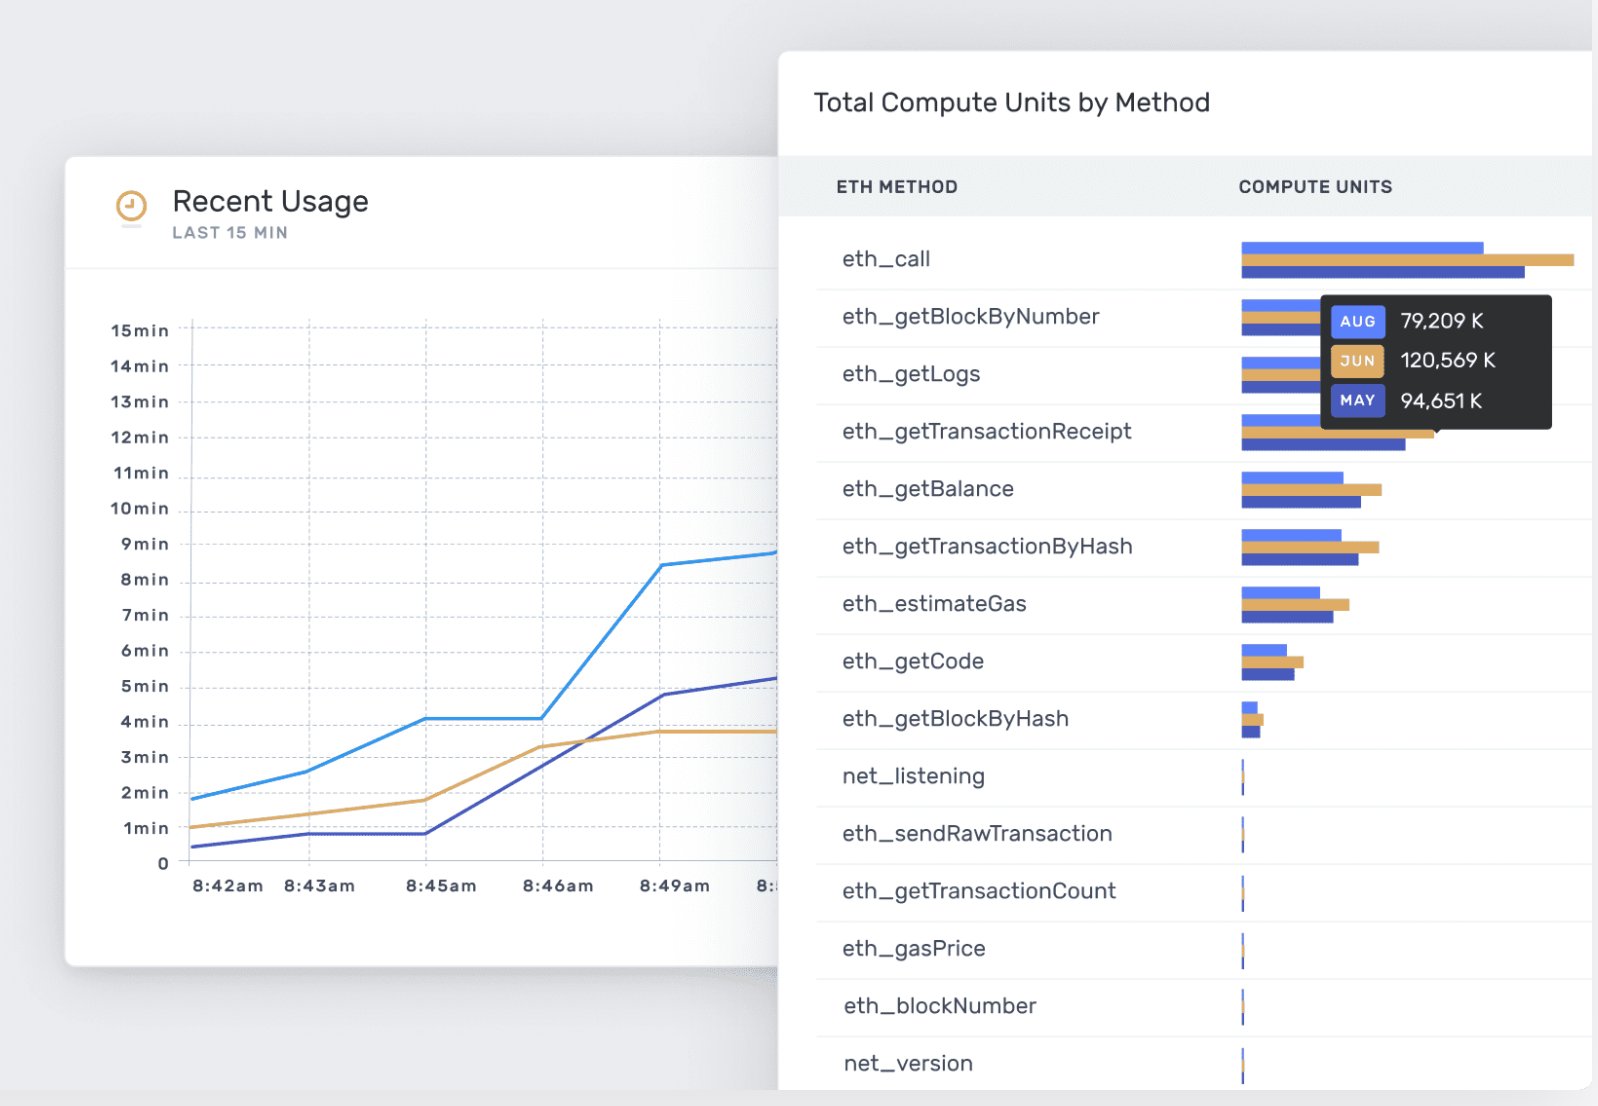 Recent Usage
LAST 15 MIN
15min
14min
13min
12min
11min
10min
9min
8min
7min
6min
5min
4min
3min
2min
1min
0
8:42am 8:43am 8:45am 8:46am 8:49am
Total Compute Units by Method
ETH METHOD COMPUTE UNITS
eth_call
eth_getBlockByNumber
AUG 79,209 K
JUN 120,569 K
MAY 94,651 K
eth_getLogs
eth_getTransactionReceipt
eth_getBalance
eth_getTransactionByHash
eth_estimateGas
eth_getCode
eth_getBlockByHash
net_listening
eth_sendRawTransaction
eth_getTransactionCount
eth_gasPrice
eth_blockNumber
net_version